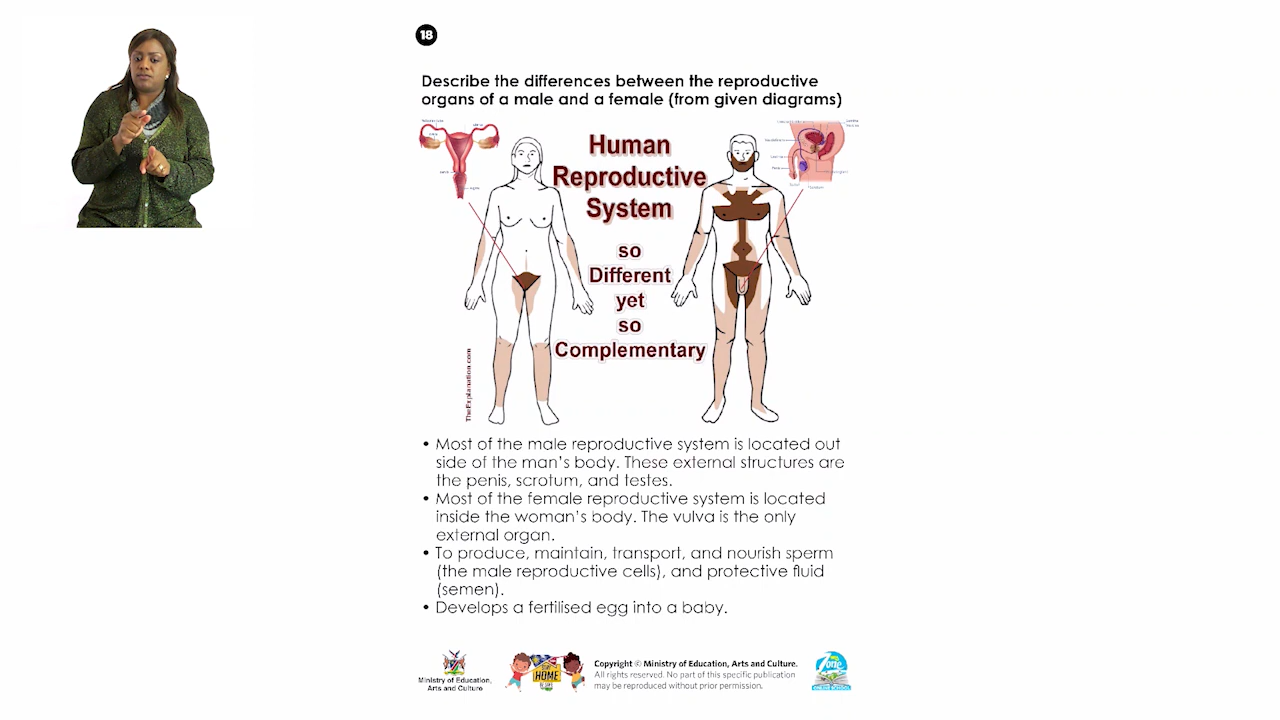 18
Describe the differences between the reproductive
organs of a male and a female (from given diagrams)
Human
Reproductive
System
so
Different
yet
so
Complementary
TheExplanation.com
• Most of the male reproductive system is located out
side of the man's body. These external structures are
the penis, scrotum, and testes.
• Most of the female reproductive system is located
inside the woman's body. The vulva is the only
external organ.
• To produce, maintain, transport, and nourish sperm
(the male reproductive cells), and protective fluid
(semen).
• Develops a fertilised egg into a baby.
Ministry of Education,
Arts and Culture
HOME
Copyright © Ministry of Education, Arts and Culture.
All rights reserved. No part of this specific publication
may be reproduced without prior permission.
Zone
ONLINE SCHOOL